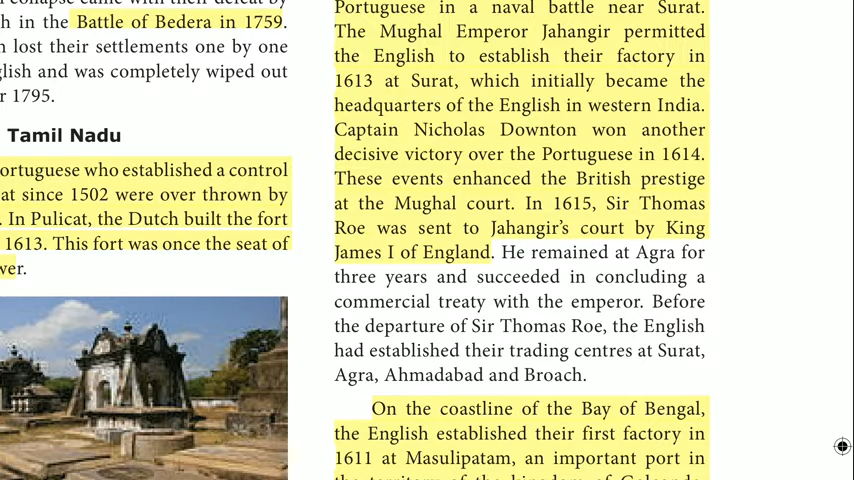 h in the Battle of Bedera in 1759.
lost their settlements one by one
glish and was completely wiped out
r 1795.
Tamil Nadu
ortuguese who established a control
at since 1502 were over thrown by
. In Pulicat, the Dutch built the fort
1613. This fort was once the seat of
wer.
Portuguese in a naval battle near Surat.
The Mughal Emperor Jahangir permitted
the English to establish their factory in
1613 at Surat, which initially became the
headquarters of the English in western India.
Captain Nicholas Downton won another
decisive victory over the Portuguese in 1614.
These events enhanced the British prestige
at the Mughal court. In 1615, Sir Thomas
Roe was sent to Jahangir’s court by King
James I of England. He remained at Agra for
three years and succeeded in concluding a
commercial treaty with the emperor. Before
the departure of Sir Thomas Roe, the English
had established their trading centres at Surat,
Agra, Ahmadabad and Broach.
On the coastline of the Bay of Bengal,
the English established their first factory in
1611 at Masulipatam, an important port in